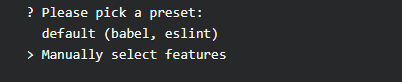 ? Please pick a preset:
  default (babel, eslint)
> Manually select features